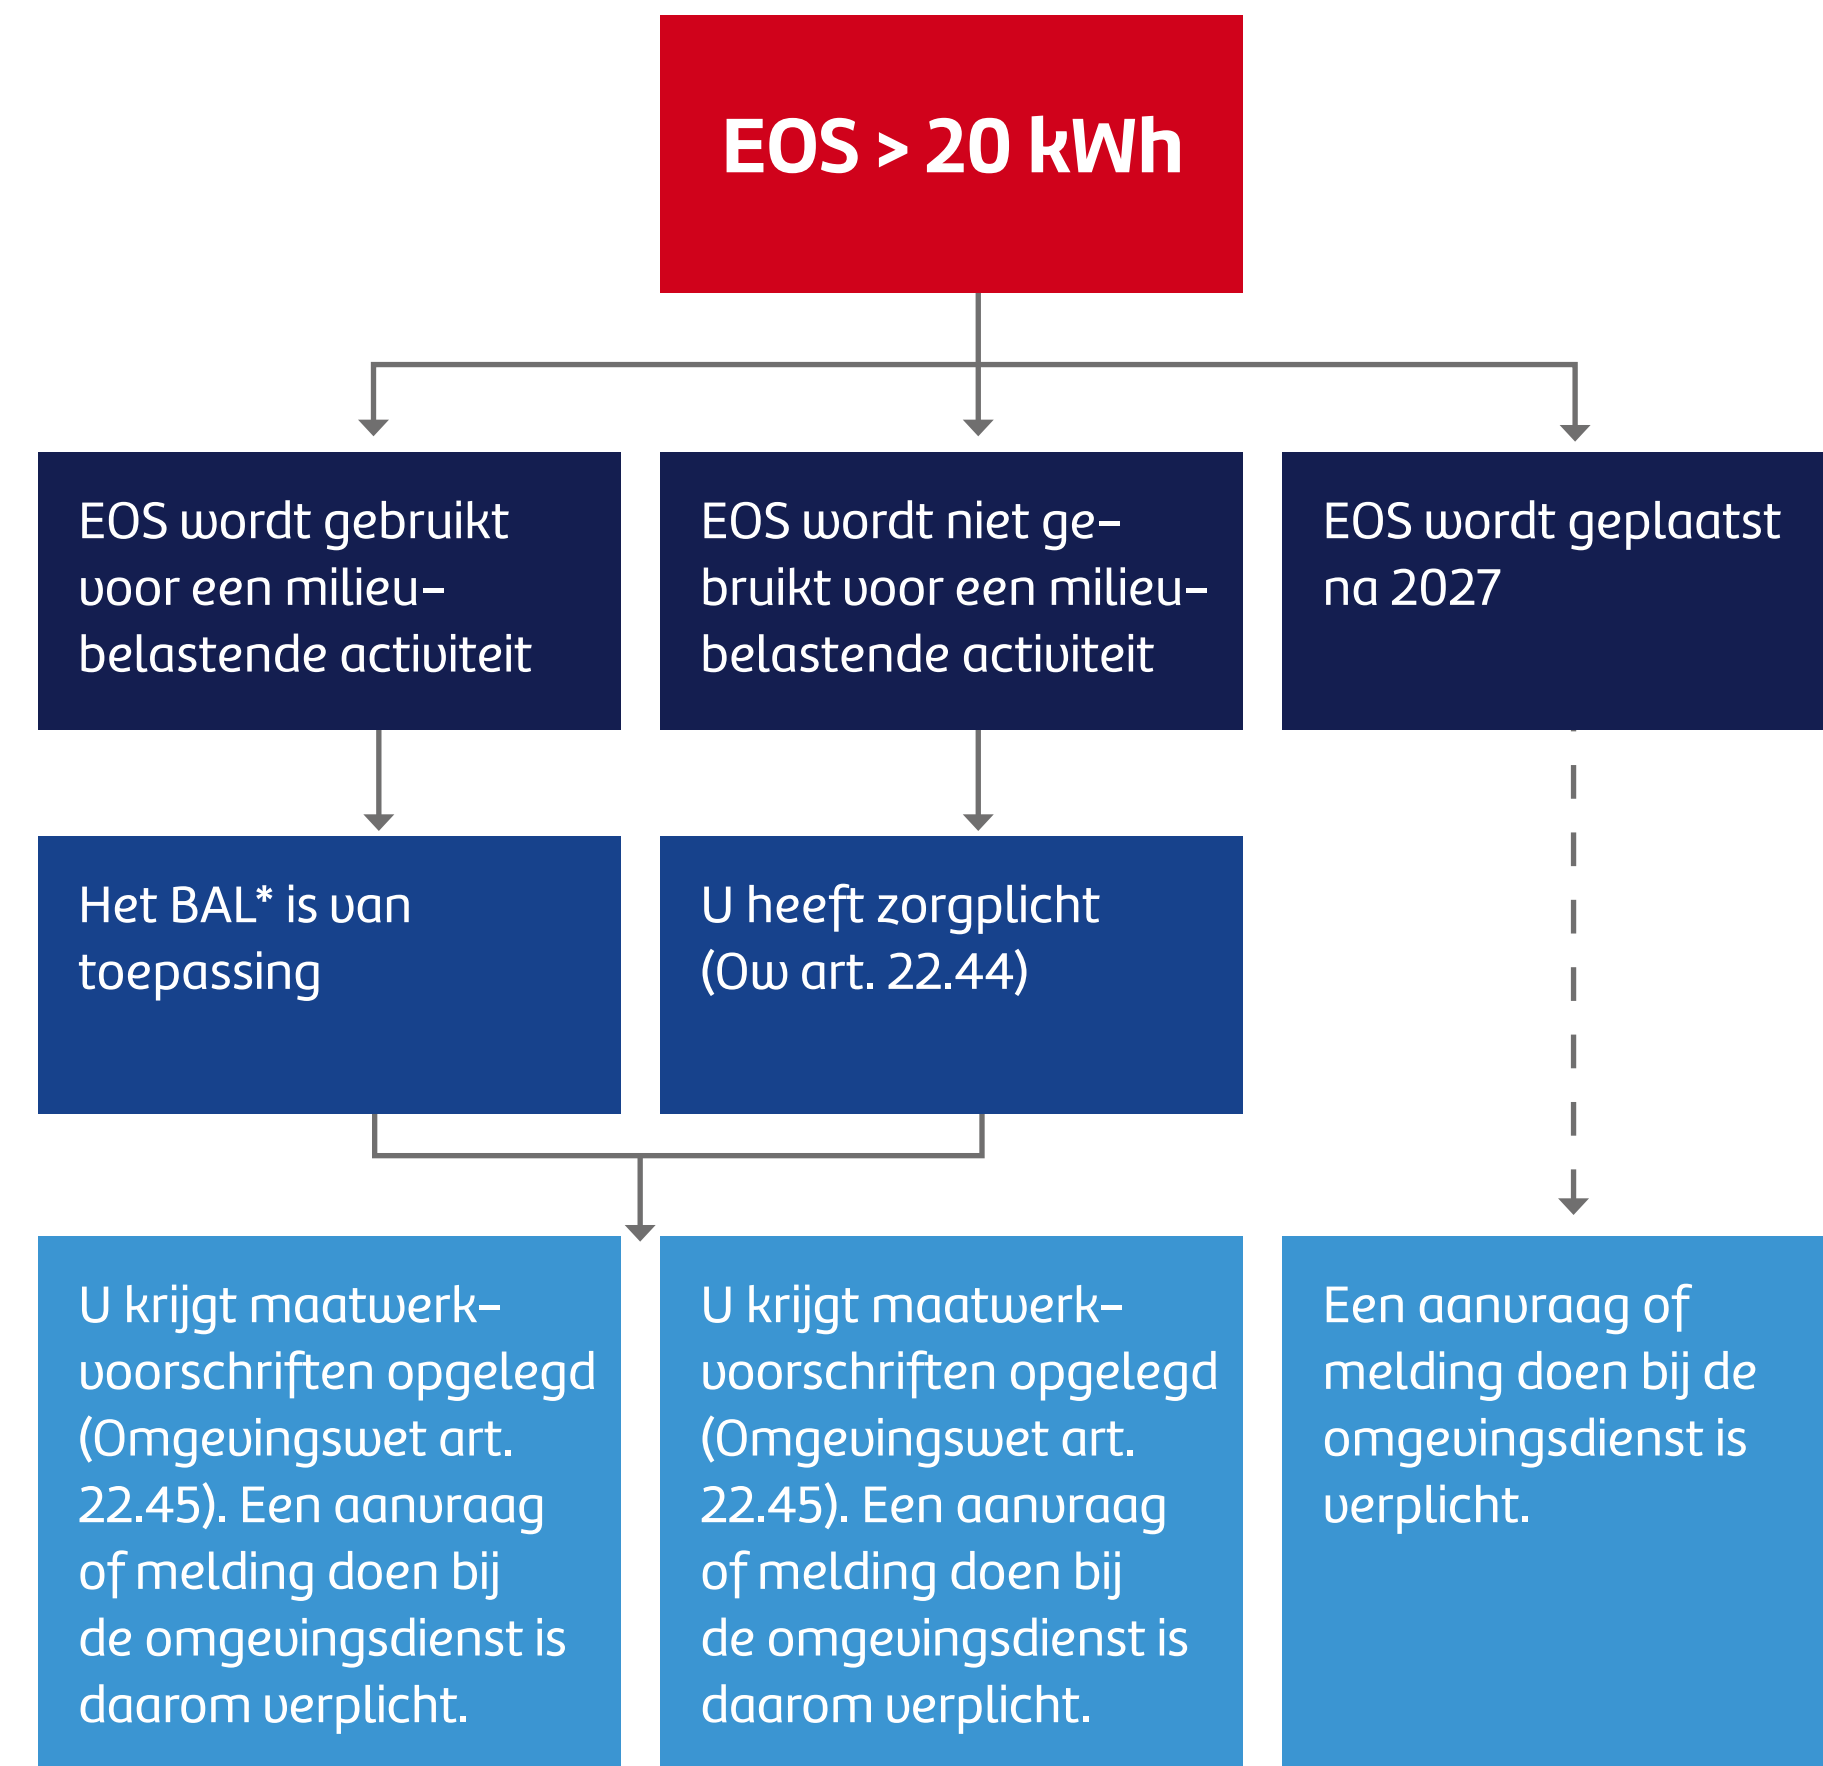 EOS > 20 kWh
EOS wordt gebruikt
voor een milieu-
belastende activiteit
EOS wordt niet ge-
bruikt voor een milieu-
belastende activiteit
EOS wordt geplaatst
na 2027
Het BAL* is van
toepassing
U heeft zorgplicht
(Ow art. 22.44)
U krijgt maatwerk-
voorschriften opgelegd
(Omgevingswet art.
22.45). Een aanvraag
of melding doen bij
de omgevingsdienst is
daarom verplicht.
U krijgt maatwerk-
voorschriften opgelegd
(Omgevingswet art.
22.45). Een aanvraag
of melding doen bij
de omgevingsdienst is
daarom verplicht.
Een aanvraag of
melding doen bij de
omgevingsdienst is
verplicht.